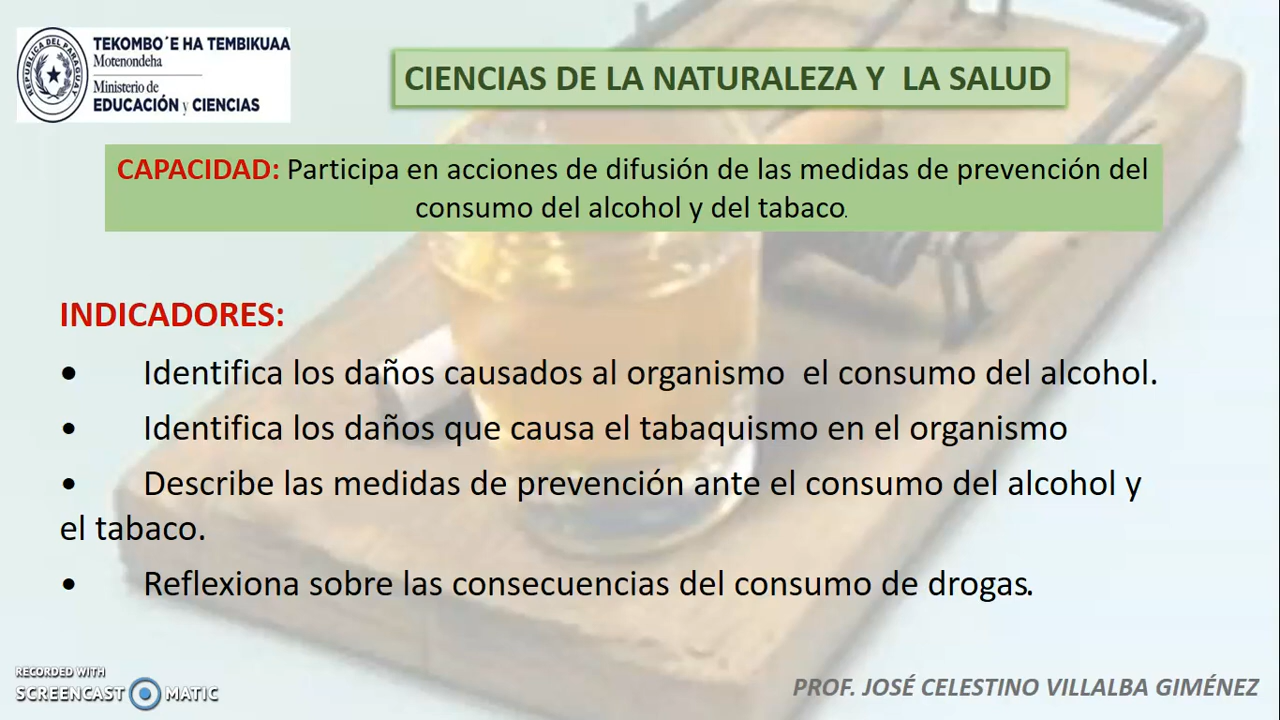 REPUBLICA DEL PARAGUAY
TEKOMBO´E HA TEMBIKUAA
Motenondeha
Ministerio de
EDUCACIÓN y CIENCIAS
CIENCIAS DE LA NATURALEZA Y  LA SALUD
CAPACIDAD: Participa en acciones de difusión de las medidas de prevención del
consumo del alcohol y del tabaco.
INDICADORES:
• Identifica los daños causados al organismo  el consumo del alcohol.
• Identifica los daños que causa el tabaquismo en el organismo
• Describe las medidas de prevención ante el consumo del alcohol y
el tabaco.
• Reflexiona sobre las consecuencias del consumo de drogas.
RECORDED WITH
SCREENCAST MATIC
PROF. JOSÉ CELESTINO VILLALBA GIMÉNEZ